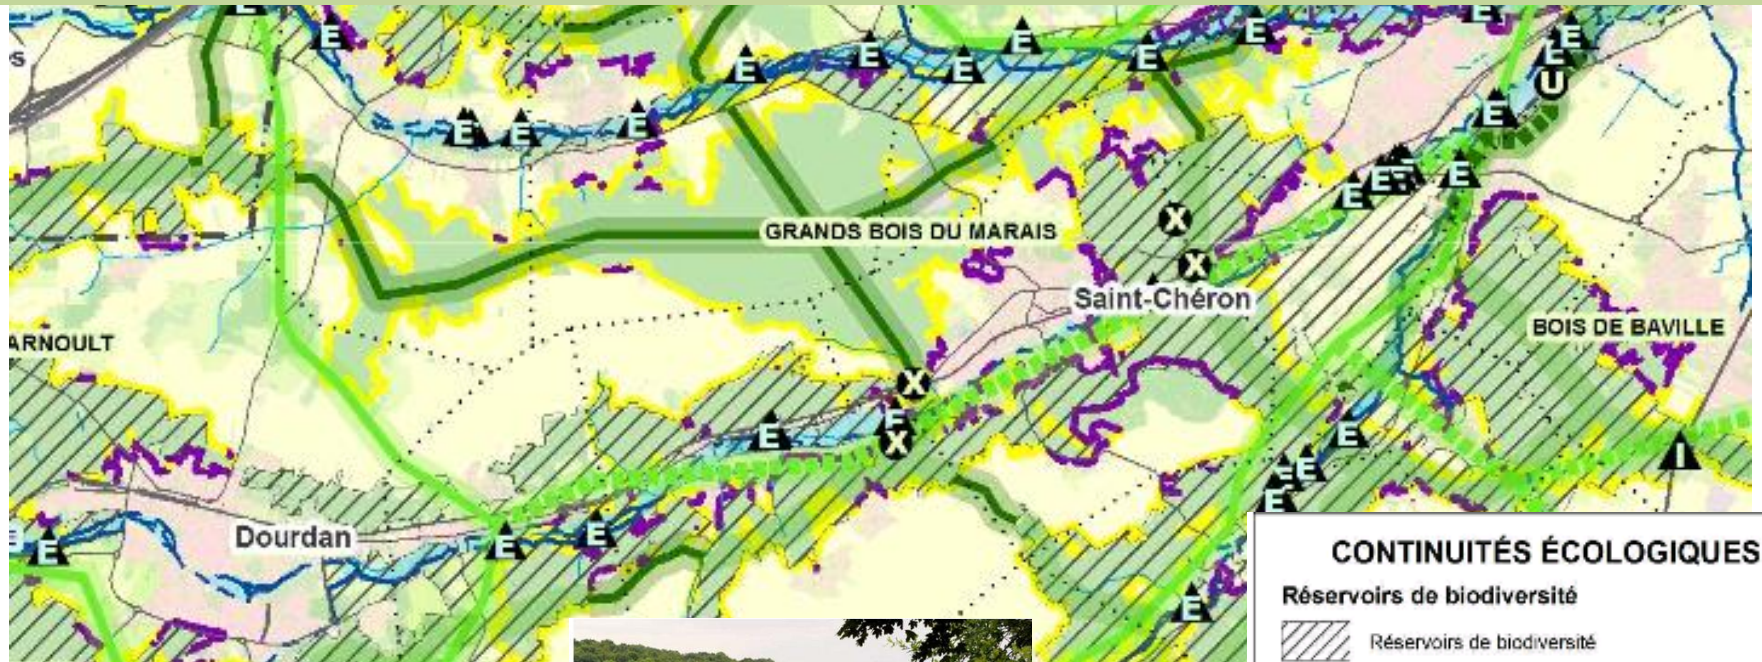 s
E E E E E E E E
E E E E E U
E E E E
X
GRANDS BOIS DU MARAIS
X
Saint-Chéron
ARNOULT
BOIS DE BAVILLE
X
E E X E I
E E
Dourdan
E E E
E
CONTINUITÉS ÉCOLOGIQUES
Réservoirs de biodiversité
Réservoirs de biodiversité